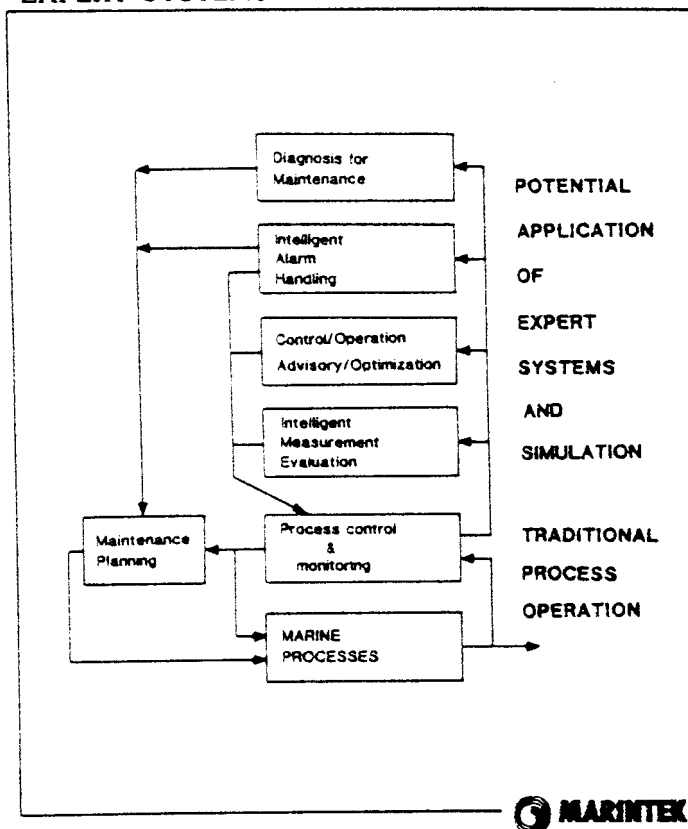 Diagnosis for
Maintenance
Intelligent
Alarm
Handling
Control/Operation
Advisory/Optimization
Intelligent
Measurement
Evaluation
Process control
&
monitoring
Maintenance
Planning
MARINE
PROCESSES
POTENTIAL
APPLICATION
OF
EXPERT
SYSTEMS
AND
SIMULATION
TRADITIONAL
PROCESS
OPERATION
MARINTEK